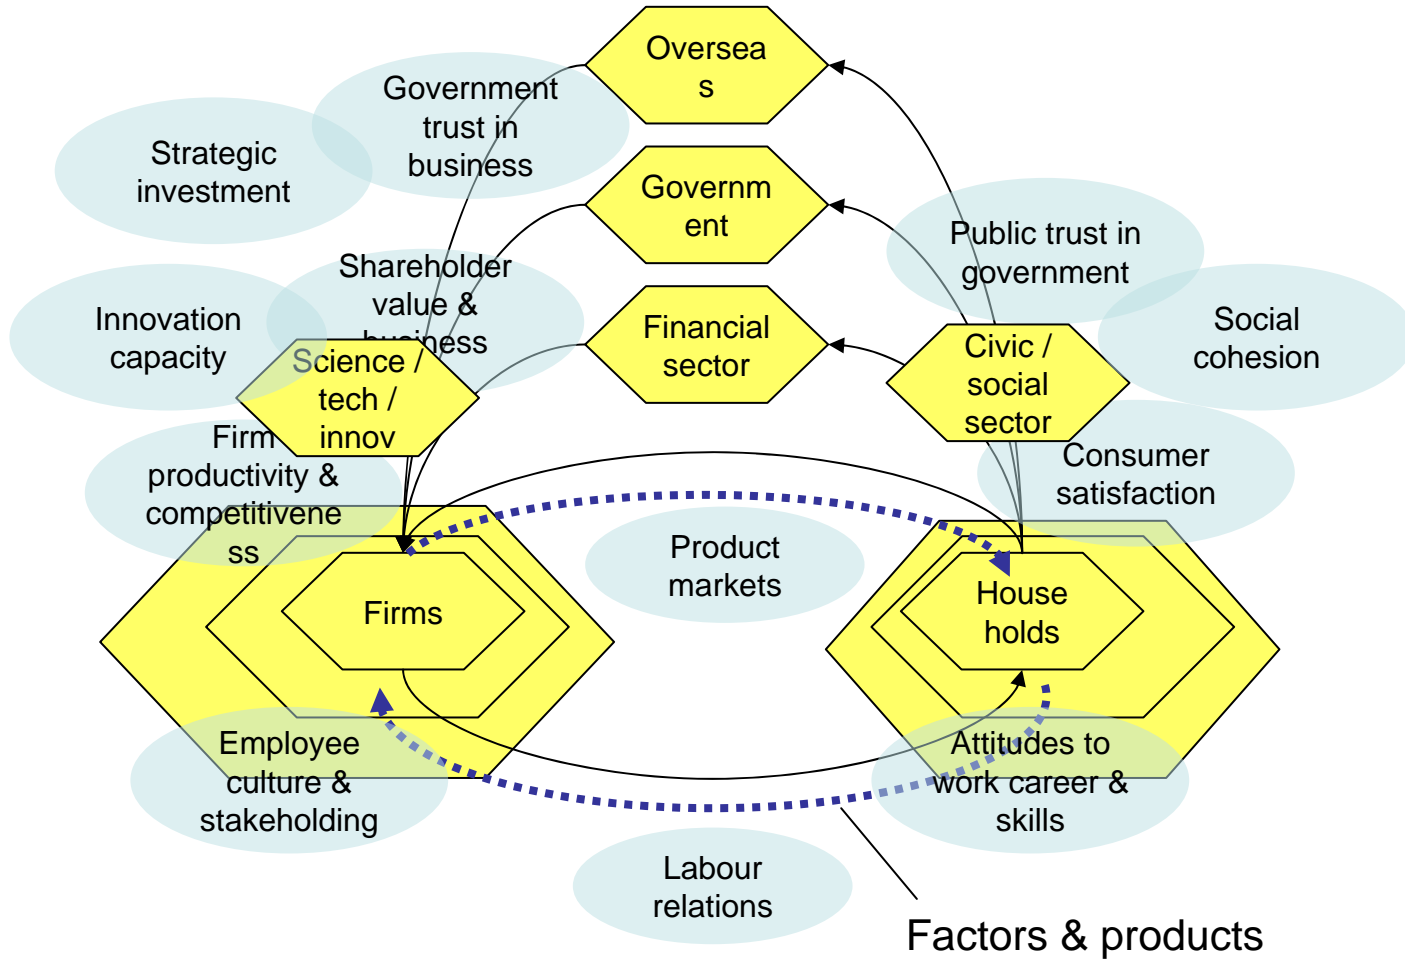 Oversea
s
Government
trust in
business
Strategic
investment
Governm
ent
Public trust in
government
Shareholder
value &
business
Innovation
capacity
Financial
sector
Social
cohesion
Science /
tech /
innov
Civic /
social
sector
Firm
productivity &
competitivene
ss
Consumer
satisfaction
Product
markets
Firms
House
holds
Employee
culture &
stakeholding
Attitudes to
work career &
skills
Labour
relations
Factors & products